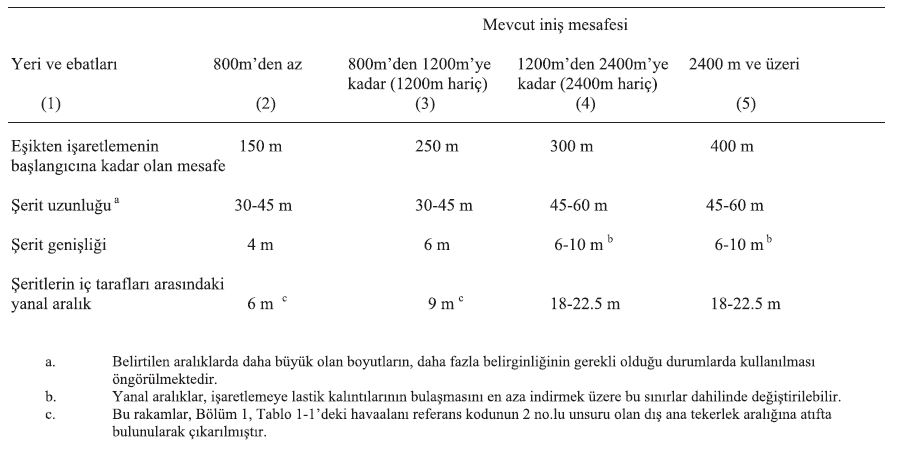 Mevcut iniş mesafesi
Yeri ve ebatları 800m’den az 800m’den 1200m’ye 1200m’den 2400m’ye 2400 m ve üzeri
kadar (1200m hariç) kadar (2400m hariç)
(1) (2) (3) (4) (5)
Eşikten işaretlemenin 150 m 250 m 300 m 400 m
başlangıcına kadar olan mesafe
Şerit uzunluğu a 30-45 m 30-45 m 45-60 m 45-60 m
Şerit genişliği 4 m 6 m 6-10 m b 6-10 m b
Şeritlerin iç tarafları arasındaki
yanal aralık 6 m c 9 m c 18-22.5 m 18-22.5 m
a. Belirtilen aralıklarda daha büyük olan boyutların, daha fazla belirginliğinin gerekli olduğu durumlarda kullanılması
öngörülmektedir.
b. Yanal aralıklar, işaretlemeye lastik kalıntılarının bulaşmasını en aza indirmek üzere bu sınırlar dahilinde değiştirilebilir.
c. Bu rakamlar, Bölüm 1, Tablo 1-1’deki havaalanı referans kodunun 2 no.lu unsuru olan dış ana tekerlek aralığına atıfta
bulunularak çıkarılmıştır.